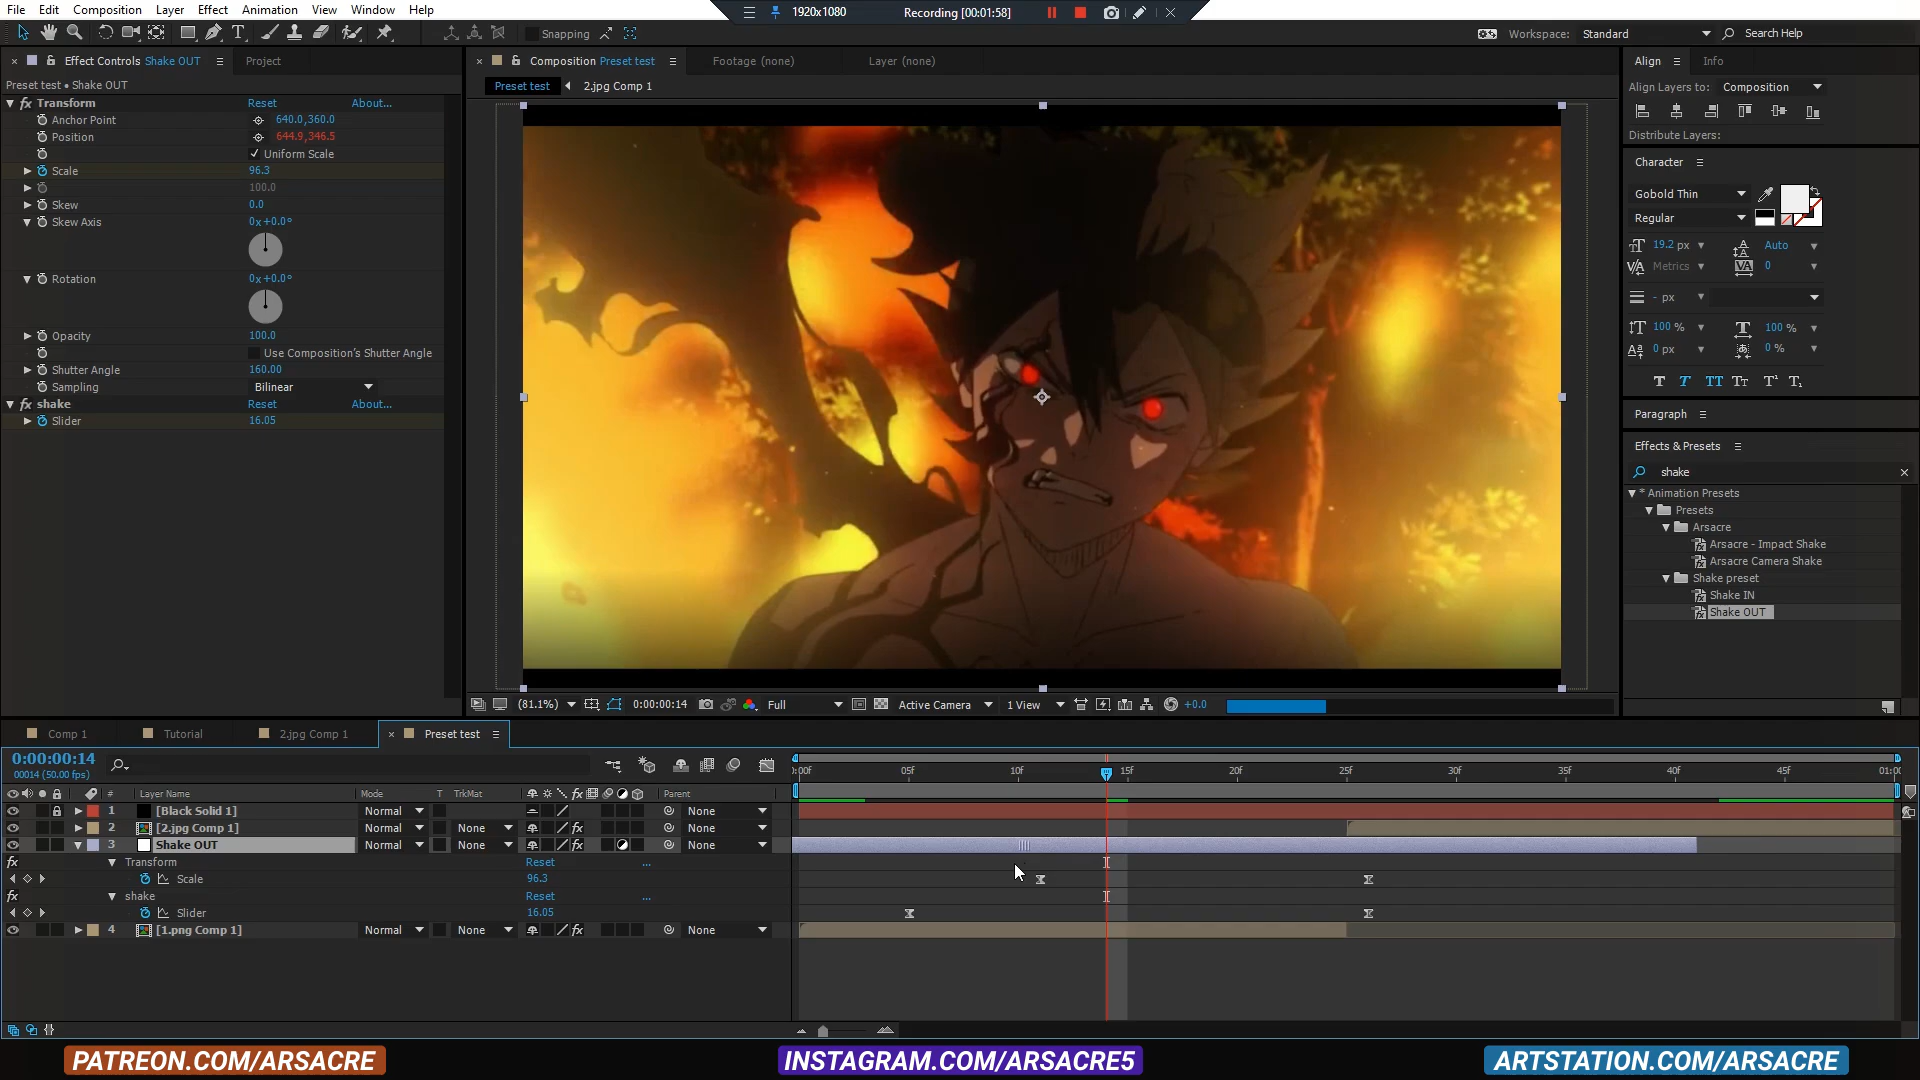 File Edit Composition Layer Effect Animation View Window Help
1920x1080 Recording [00:01:58]
Snapping
Workspace: Standard Search Help
Effect Controls Shake OUT Project
Preset test • Shake OUT
Transform Reset About...
Anchor Point 640.0,360.0
Position 644.9,346.5
Uniform Scale
Scale 96.3
100.0
Skew 0.0
Skew Axis 0x+0.0°
Rotation 0x+0.0°
Opacity 100.0
Use Composition's Shutter Angle
Shutter Angle 160.00
Sampling Bilinear
shake Reset About...
Slider 16.05
Composition Preset test Footage (none) Layer (none)
Preset test 2.jpg Comp 1
(81.1%) 0:00:00:14 Full Active Camera 1 View +0.0
Align Info
Align Layers to: Composition
Distribute Layers:
Character
Gobold Thin
Regular
19.2 px Auto
Metrics 0
- px
100 % 100 %
0 px 0 %
Paragraph
Effects & Presets
shake
* Animation Presets
Presets
Arsacre
Arsacre - Impact Shake
Arsacre Camera Shake
Shake preset
Shake IN
Shake OUT
Comp 1 Tutorial 2.jpg Comp 1 Preset test
0:00:00:14
00014 (50.00 fps)
05f 10f 15f 20f 25f 30f 35f 40f 45f
# Layer Name Mode T TrkMat Parent
1 [Black Solid 1] Normal None
2 [2.jpg Comp 1] Normal None None
3 Shake OUT Normal None None
Transform Reset ...
Scale 96.3
shake Reset ...
Slider 16.05
4 [1.png Comp 1] Normal None None
PATREON.COM/ARSACRE INSTAGRAM.COM/ARSACRE5 ARTSTATION.COM/ARSACRE